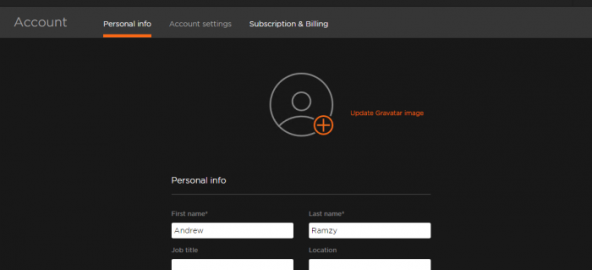 Account Personal info Account settings Subscription & Billing
Update Gravatar image
Personal info
First name* Last name*
Andrew Ramzy
Job title Location